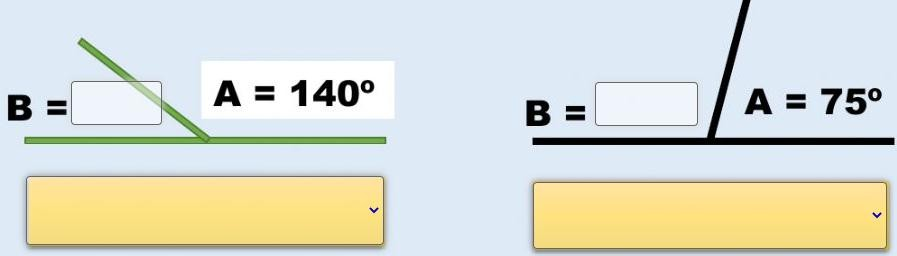 B = A = 140º
B = A = 75º